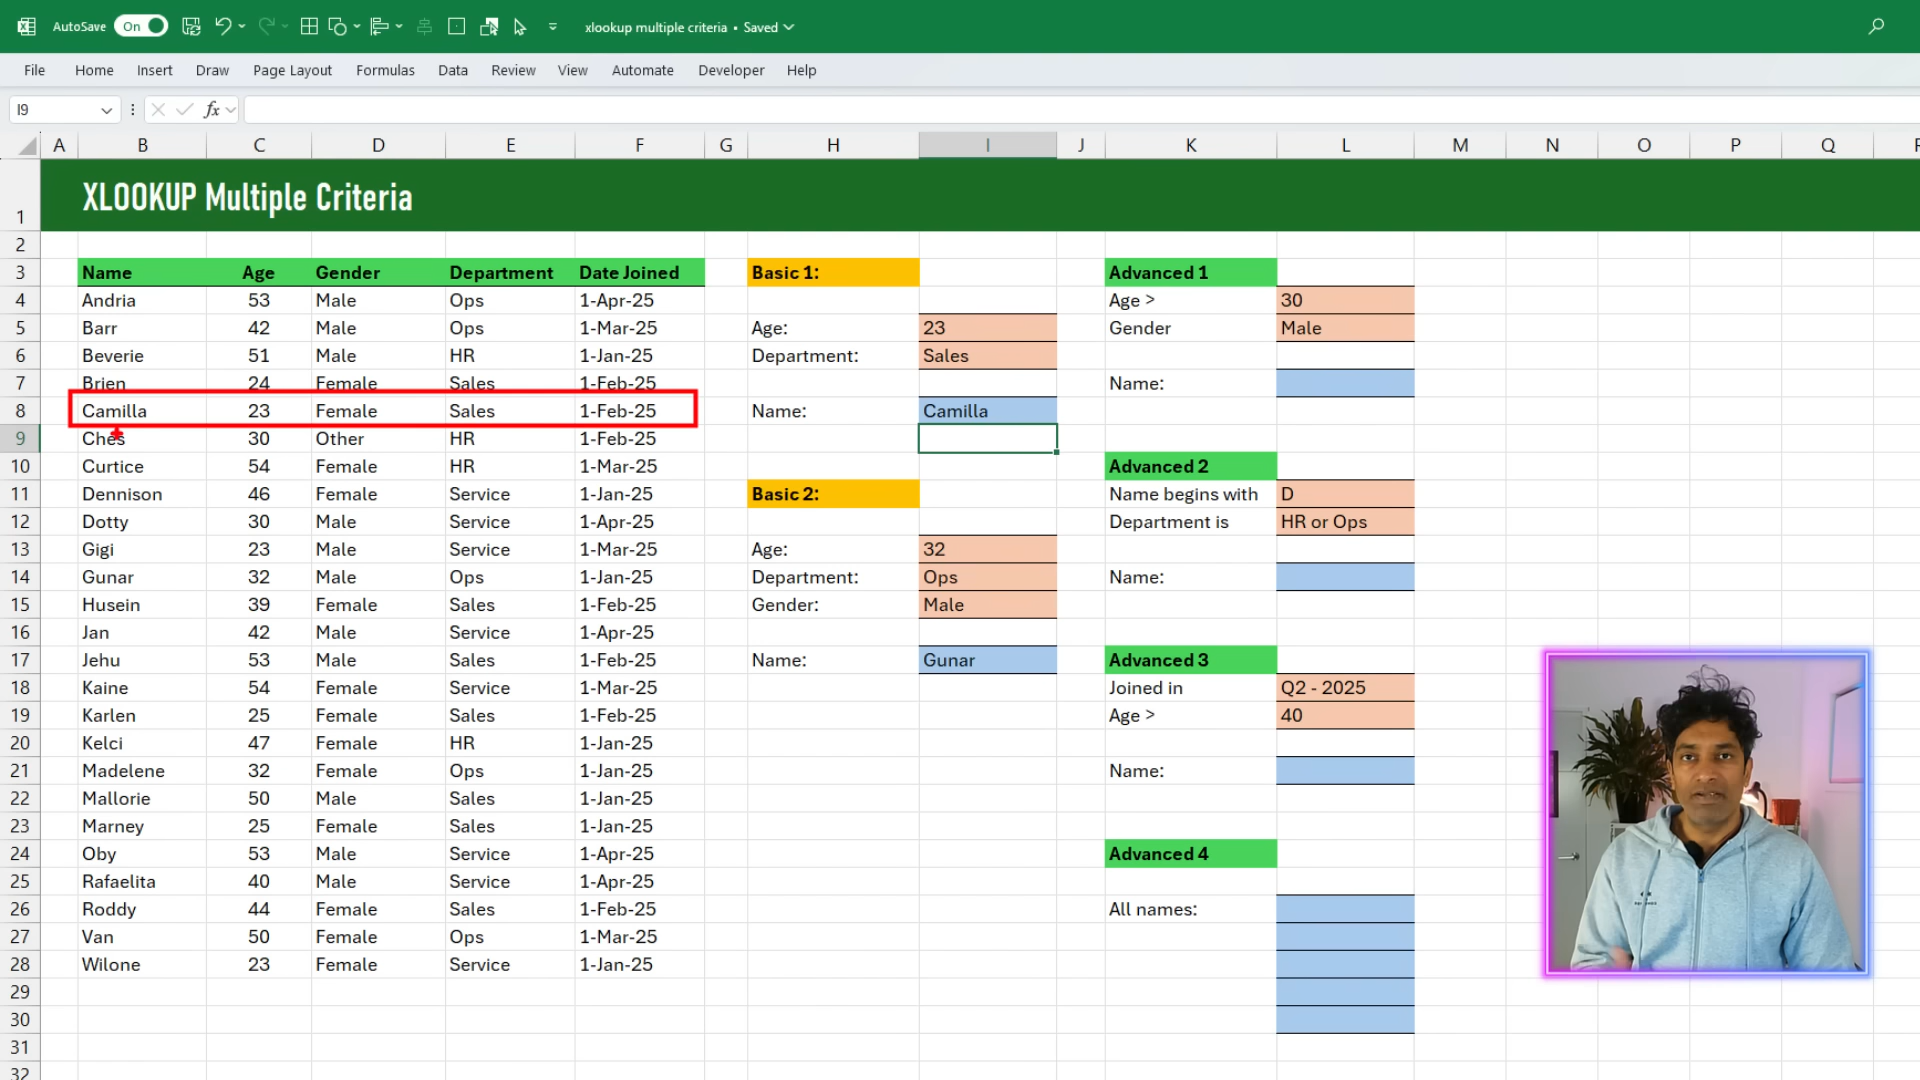 AutoSave On xlookup multiple criteria • Saved
File Home Insert Draw Page Layout Formulas Data Review View Automate Developer Help
I9 fx
A B C D E F G H I J K L M N O P Q
1 XLOOKUP Multiple Criteria
2
3 Name Age Gender Department Date Joined Basic 1: Advanced 1
4 Andria 53 Male Ops 1-Apr-25 Age > 30
5 Barr 42 Male Ops 1-Mar-25 Age: 23 Gender Male
6 Beverie 51 Male HR 1-Jan-25 Department: Sales
7 Brien 24 Female Sales 1-Feb-25 Name:
8 Camilla 23 Female Sales 1-Feb-25 Name: Camilla
9 Ches 30 Other HR 1-Feb-25
10 Curtice 54 Female HR 1-Mar-25 Advanced 2
11 Dennison 46 Female Service 1-Jan-25 Basic 2: Name begins with D
12 Dotty 30 Male Service 1-Apr-25 Department is HR or Ops
13 Gigi 23 Male Service 1-Mar-25 Age: 32
14 Gunar 32 Male Ops 1-Jan-25 Department: Ops Name:
15 Husein 39 Female Sales 1-Feb-25 Gender: Male
16 Jan 42 Male Service 1-Apr-25
17 Jehu 53 Male Sales 1-Feb-25 Name: Gunar Advanced 3
18 Kaine 54 Female Service 1-Mar-25 Joined in Q2 - 2025
19 Karlen 25 Female Sales 1-Feb-25 Age > 40
20 Kelci 47 Female HR 1-Jan-25
21 Madelene 32 Female Ops 1-Jan-25 Name:
22 Mallorie 50 Male Sales 1-Jan-25
23 Marney 25 Female Sales 1-Jan-25
24 Oby 53 Male Service 1-Apr-25 Advanced 4
25 Rafaelita 40 Male Service 1-Apr-25
26 Roddy 44 Female Sales 1-Feb-25 All names:
27 Van 50 Female Ops 1-Mar-25
28 Wilone 23 Female Service 1-Jan-25
29
30
31
32